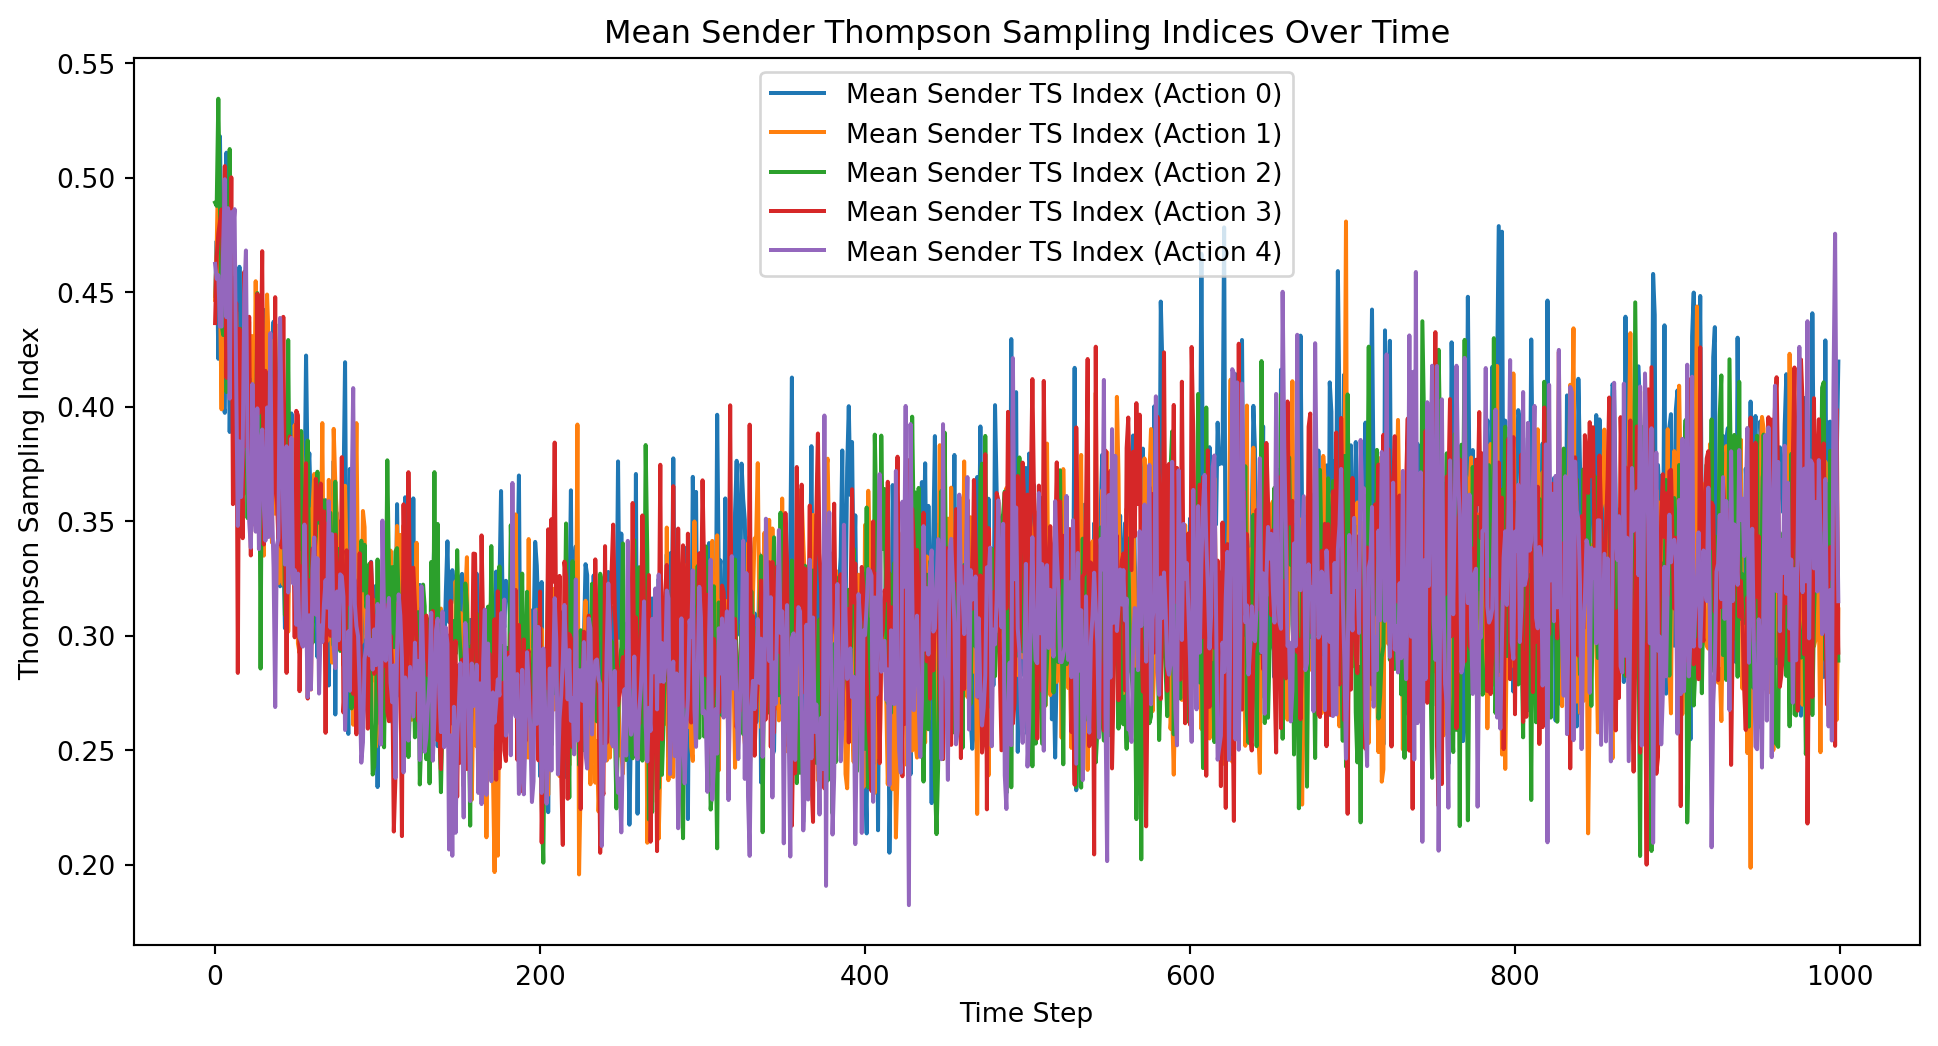 Mean Sender Thompson Sampling Indices Over Time
Mean Sender TS Index (Action 0)
Mean Sender TS Index (Action 1)
Mean Sender TS Index (Action 2)
Mean Sender TS Index (Action 3)
Mean Sender TS Index (Action 4)
Thompson Sampling Index
0.55
0.50
0.45
0.40
0.35
0.30
0.25
0.20
0 200 400 600 800 1000
Time Step